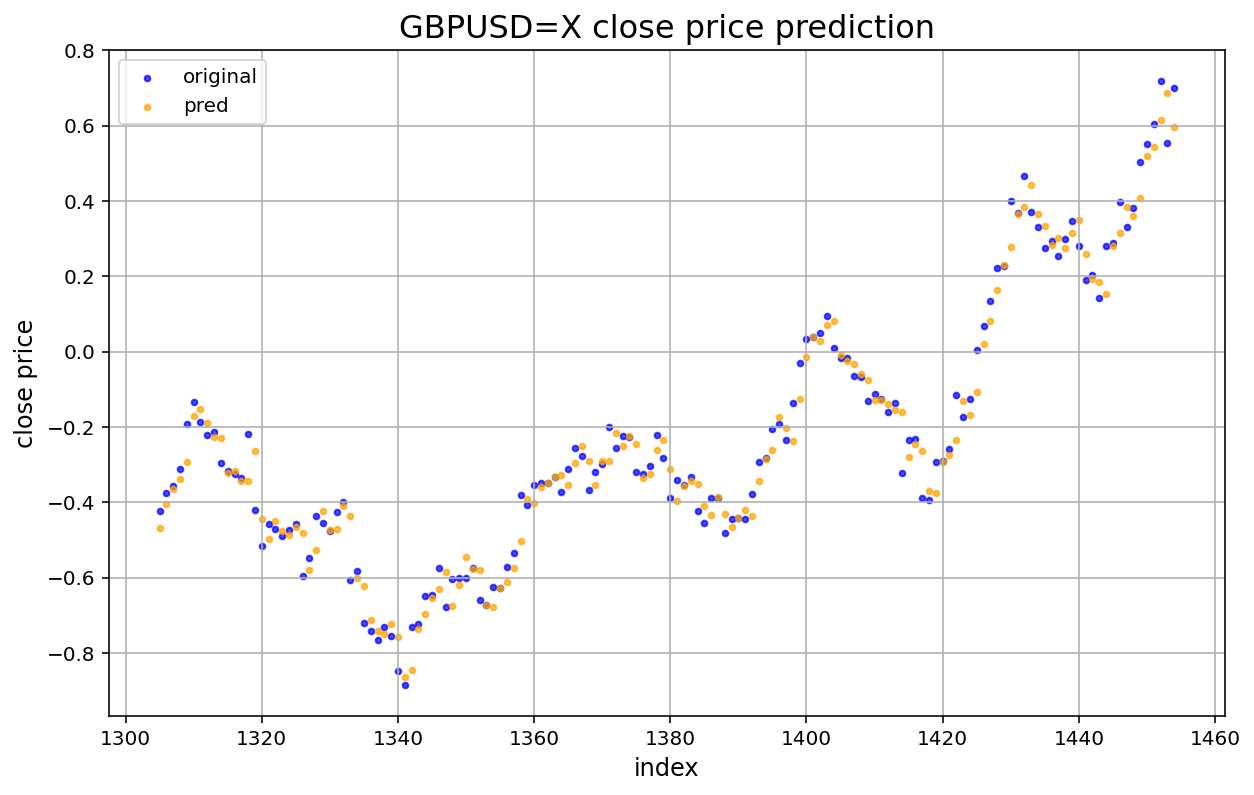 GBPUSD=X close price prediction
original
pred
close price
0.8
0.6
0.4
0.2
0.0
−0.2
−0.4
−0.6
−0.8
1300 1320 1340 1360 1380 1400 1420 1440 1460
index